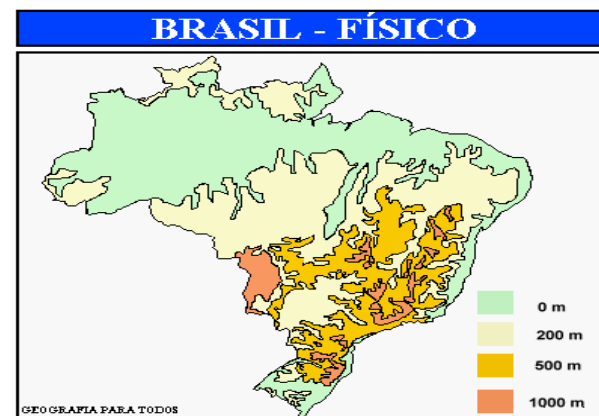 BRASIL - FÍSICO
0 m
200 m
500 m
1000 m
GEOGRAFIA PARA TODOS